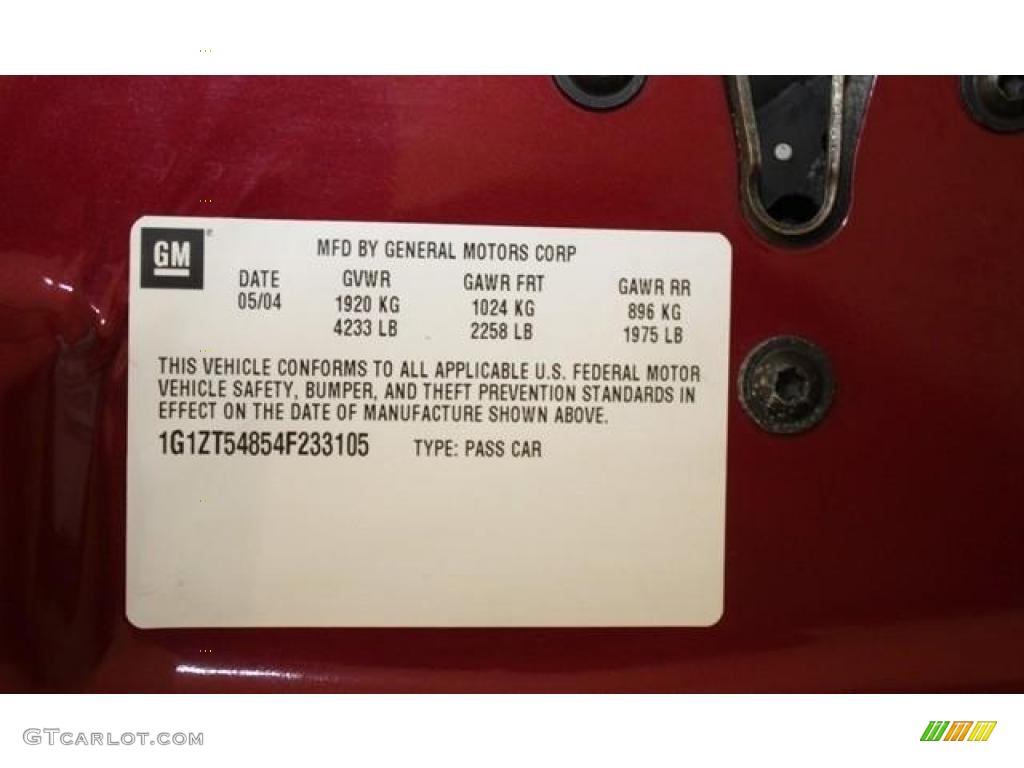 GM ®
MFD BY GENERAL MOTORS CORP
DATE GVWR GAWR FRT GAWR RR
05/04 1920 KG 1024 KG 896 KG
4233 LB 2258 LB 1975 LB
THIS VEHICLE CONFORMS TO ALL APPLICABLE U.S. FEDERAL MOTOR
VEHICLE SAFETY, BUMPER, AND THEFT PREVENTION STANDARDS IN
EFFECT ON THE DATE OF MANUFACTURE SHOWN ABOVE.
1G1ZT54854F233105 TYPE: PASS CAR
GTCARLOT.COM